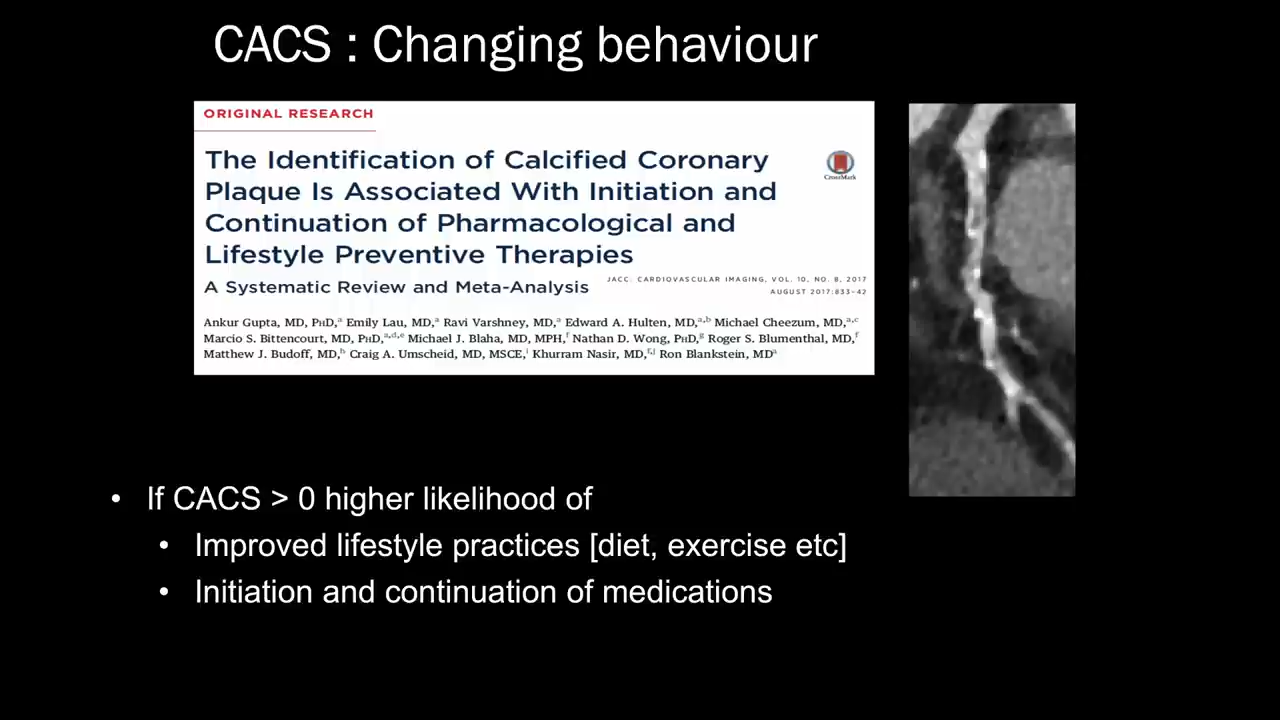 CACS : Changing behaviour
ORIGINAL RESEARCH
The Identification of Calcified Coronary
Plaque Is Associated With Initiation and
Continuation of Pharmacological and
Lifestyle Preventive Therapies
CrossMark
A Systematic Review and Meta-Analysis
JACC: CARDIOVASCULAR IMAGING, VOL. 10, NO. 8, 2017
AUGUST 2017:833–42
Ankur Gupta, MD, PhD,a Emily Lau, MD,a Ravi Varshney, MD,a Edward A. Hulten, MD,a,b Michael Cheezum, MD,a,c
Marcio S. Bittencourt, MD, PhD,a,d,e Michael J. Blaha, MD, MPH,f Nathan D. Wong, PhD,g Roger S. Blumenthal, MD,f
Matthew J. Budoff, MD,h Craig A. Umscheid, MD, MSCE,i Khurram Nasir, MD,f,j Ron Blankstein, MDa
• If CACS > 0 higher likelihood of
• Improved lifestyle practices [diet, exercise etc]
• Initiation and continuation of medications